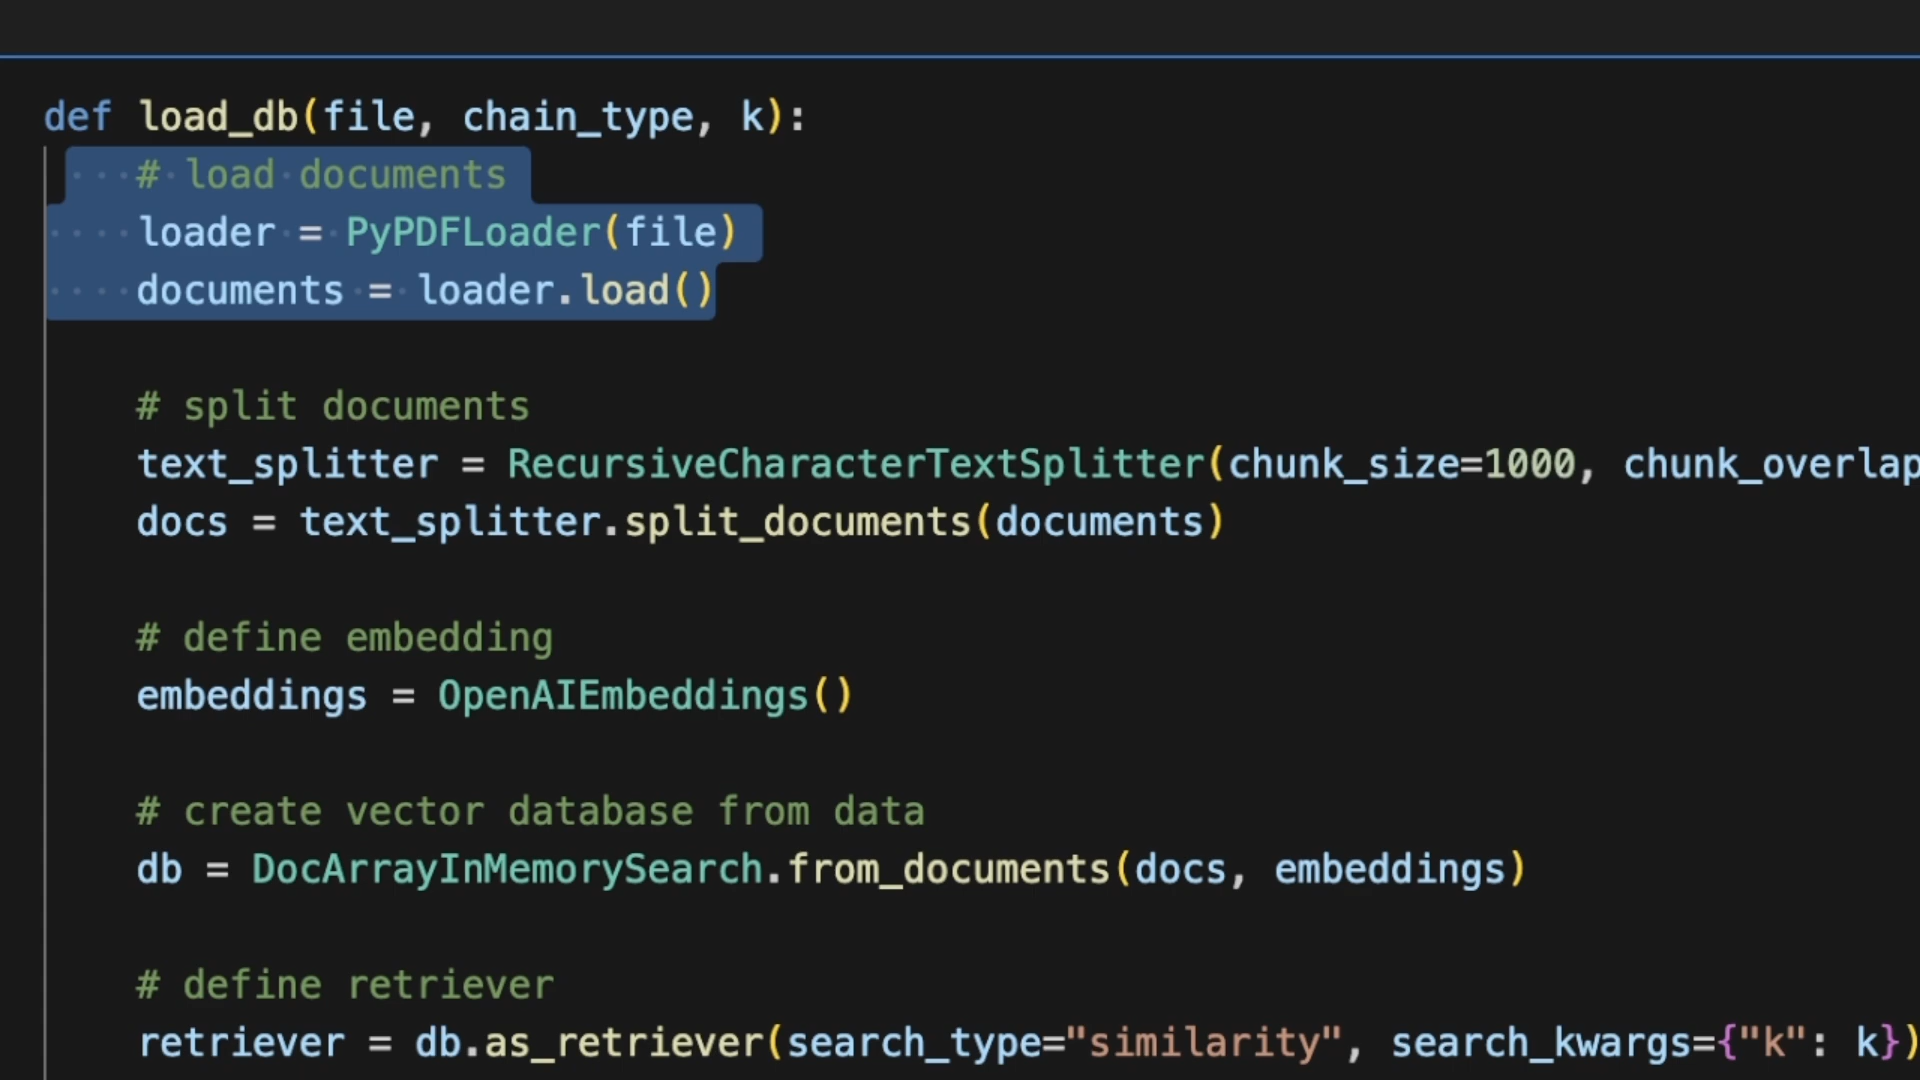 def load_db(file, chain_type, k):
# load documents
loader = PyPDFLoader(file)
documents = loader.load()
# split documents
text_splitter = RecursiveCharacterTextSplitter(chunk_size=1000, chunk_overlap
docs = text_splitter.split_documents(documents)
# define embedding
embeddings = OpenAIEmbeddings()
# create vector database from data
db = DocArrayInMemorySearch.from_documents(docs, embeddings)
# define retriever
retriever = db.as_retriever(search_type="similarity", search_kwargs={"k": k})